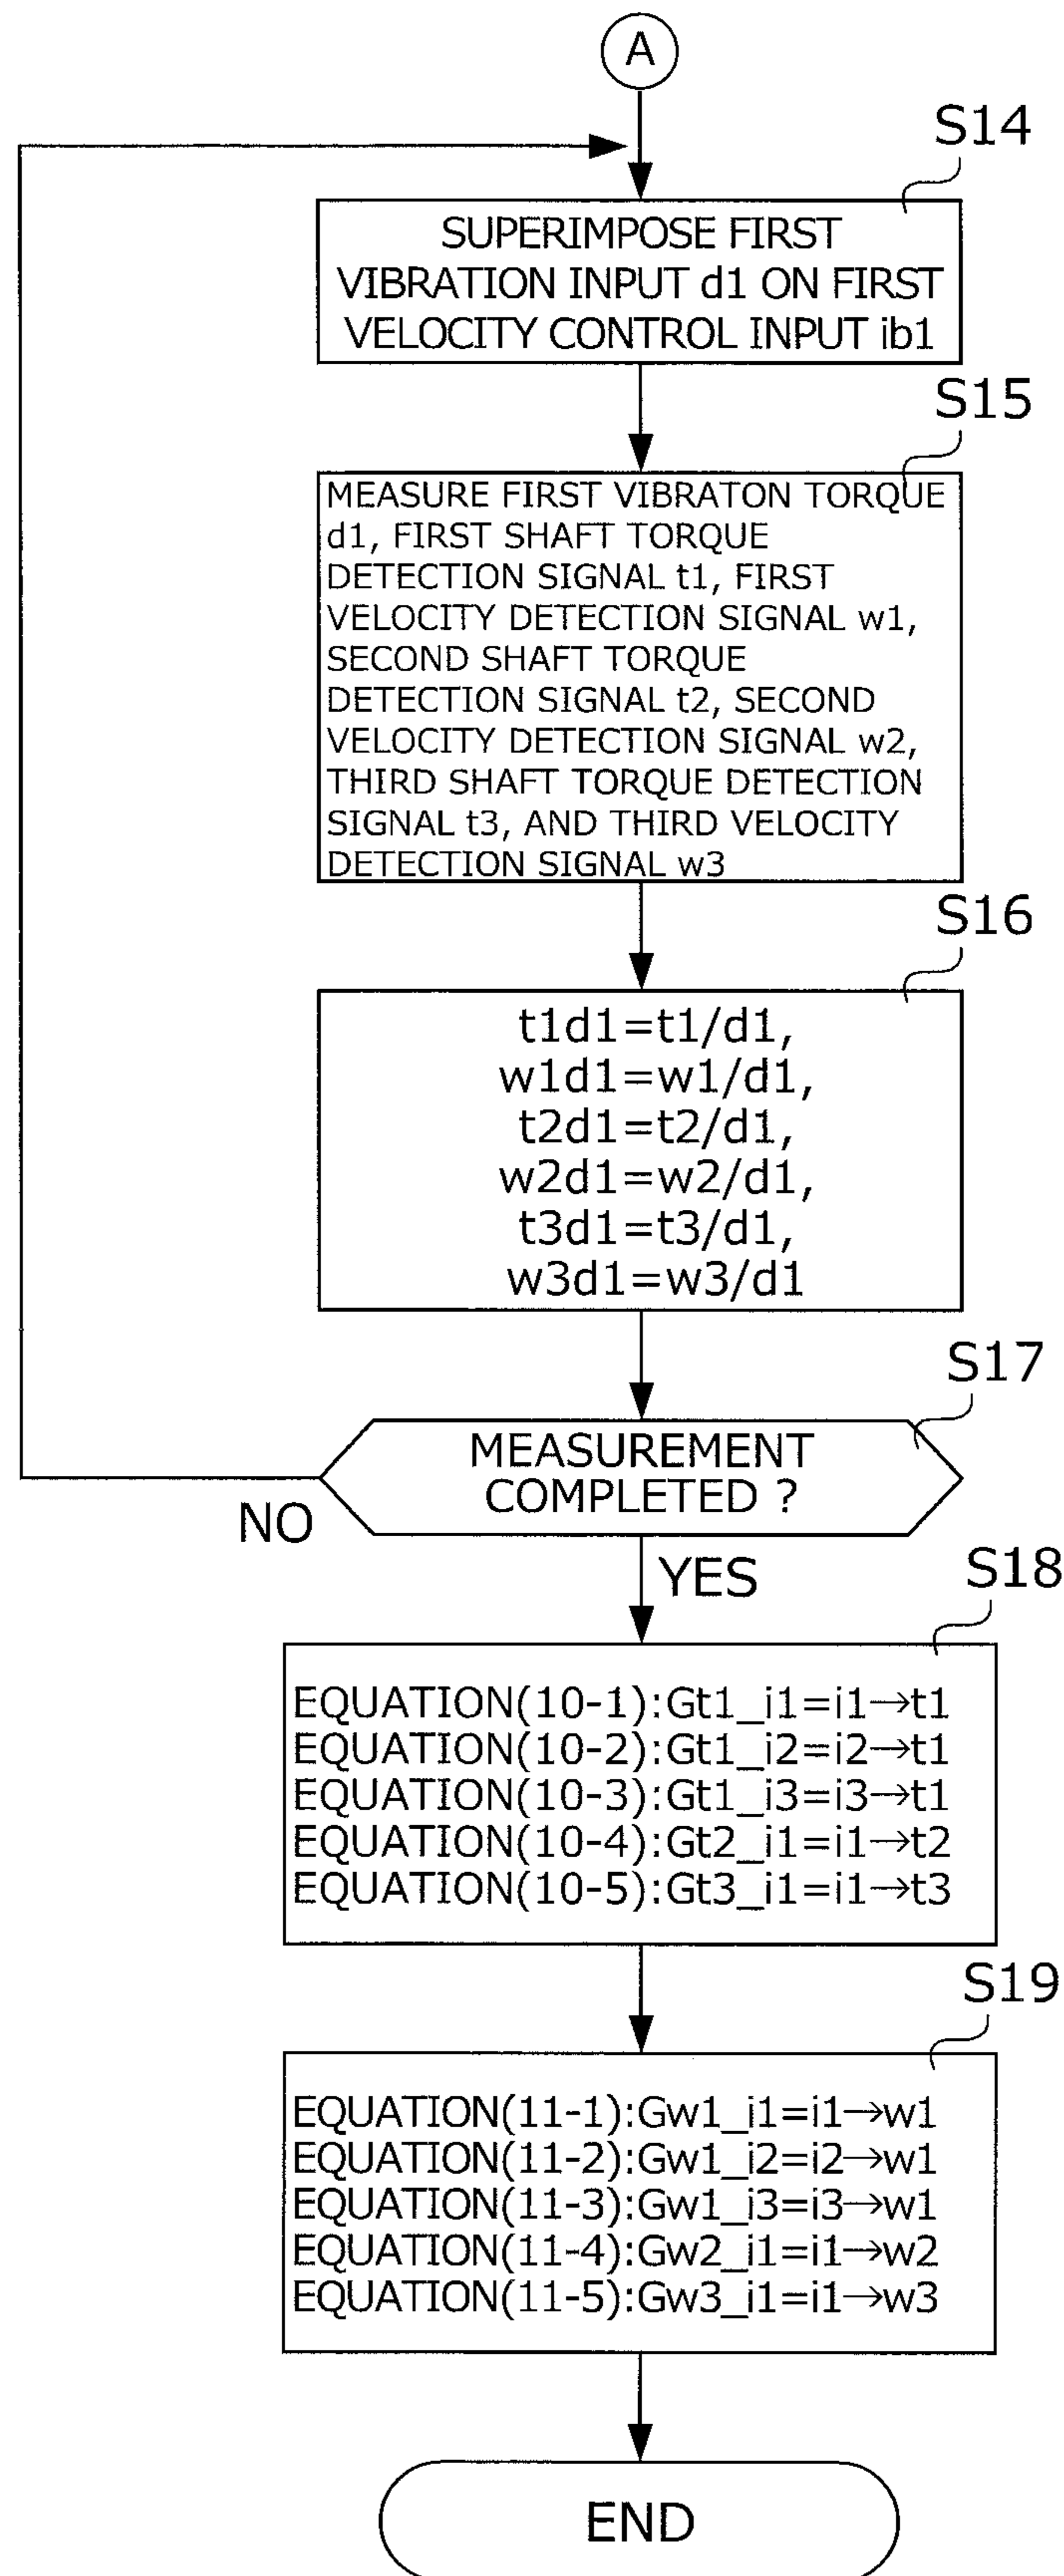 A
S14
SUPERIMPOSE FIRST
VIBRATION INPUT d1 ON FIRST
VELOCITY CONTROL INPUT ib1
S15
MEASURE FIRST VIBRATON TORQUE
d1, FIRST SHAFT TORQUE
DETECTION SIGNAL t1, FIRST
VELOCITY DETECTION SIGNAL w1,
SECOND SHAFT TORQUE
DETECTION SIGNAL t2, SECOND
VELOCITY DETECTION SIGNAL w2,
THIRD SHAFT TORQUE DETECTION
SIGNAL t3, AND THIRD VELOCITY
DETECTION SIGNAL w3
S16
t1d1=t1/d1,
w1d1=w1/d1,
t2d1=t2/d1,
w2d1=w2/d1,
t3d1=t3/d1,
w3d1=w3/d1
S17
MEASUREMENT
COMPLETED ?
NO
YES
S18
EQUATION(10-1):Gt1_i1=i1→t1
EQUATION(10-2):Gt1_i2=i2→t1
EQUATION(10-3):Gt1_i3=i3→t1
EQUATION(10-4):Gt2_i1=i1→t2
EQUATION(10-5):Gt3_i1=i1→t3
S19
EQUATION(11-1):Gw1_i1=i1→w1
EQUATION(11-2):Gw1_i2=i2→w1
EQUATION(11-3):Gw1_i3=i3→w1
EQUATION(11-4):Gw2_i1=i1→w2
EQUATION(11-5):Gw3_i1=i1→w3
END